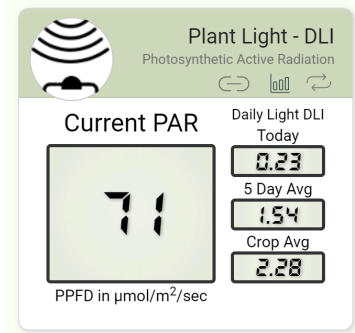 Plant Light - DLI
Photosynthetic Active Radiation
Current PAR
71
PPFD in µmol/m²/sec
Daily Light DLI
Today
0.23
5 Day Avg
1.54
Crop Avg
2.28